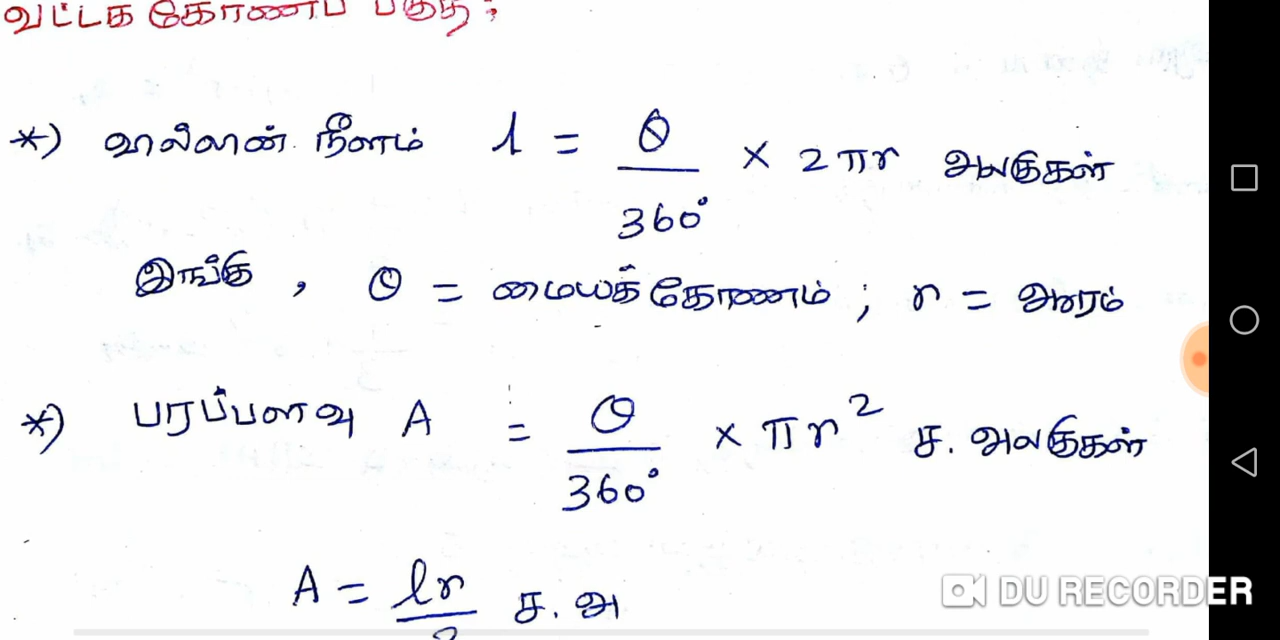 வட்டக் கோணப் பகுதி ;
*) வில்லின் நீளம் l = θ/360° × 2πr அலகுகள்
இங்கு , θ = மையக்கோணம் ; r = ஆரம்
*) பரப்பளவு A = θ/360° × πr² ச. அலகுகள்
A = lr/2 ச. அ
DU RECORDER